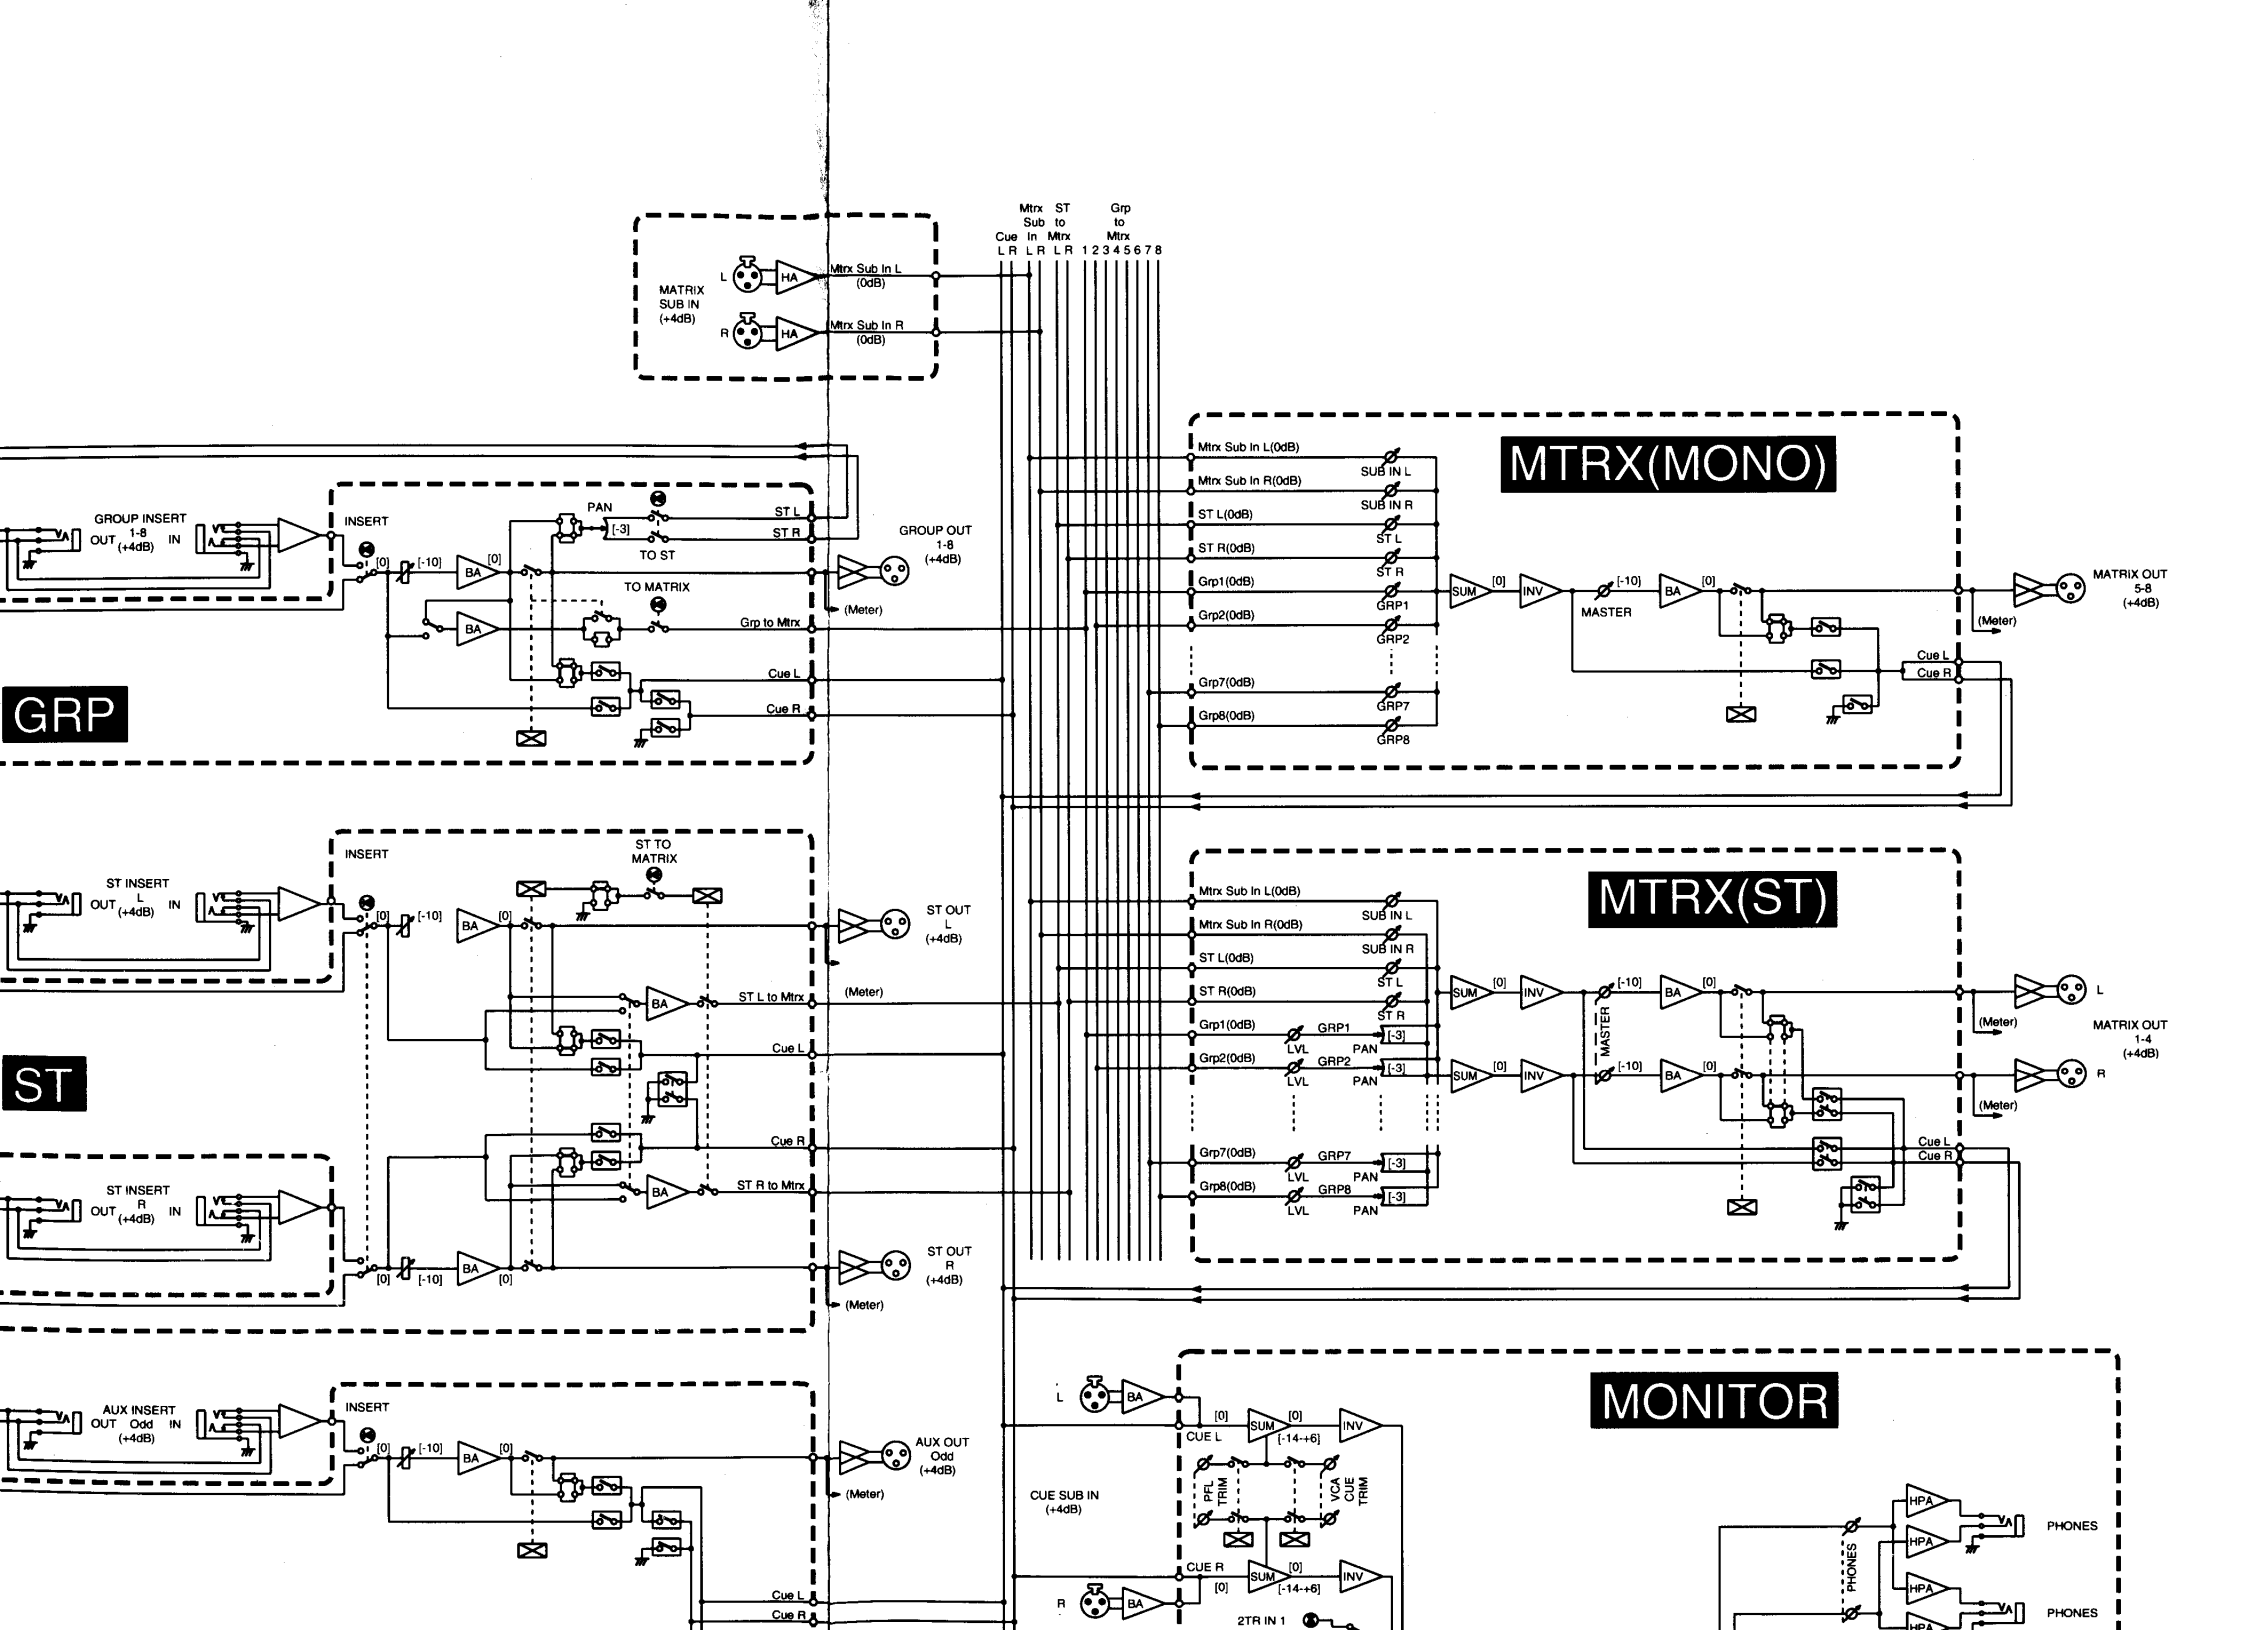 Mtrx ST Grp
Sub to to
Cue In Mtrx Mtrx
L R L R L R 1 2 3 4 5 6 7 8
MATRIX
SUB IN
(+4dB)
L HA Mtrx Sub In L
(0dB)
R HA Mtrx Sub In R
(0dB)
GRP
GROUP INSERT
1-8
OUT (+4dB) IN
INSERT
[0] [-10] BA [0]
BA
PAN
[-3]
TO ST
TO MATRIX
ST L
ST R
Grp to Mtrx
Cue L
Cue R
GROUP OUT
1-8
(+4dB)
(Meter)
MTRX(MONO)
Mtrx Sub In L(0dB)
SUB IN L
Mtrx Sub In R(0dB)
SUB IN R
ST L(0dB)
ST L
ST R(0dB)
ST R
Grp1(0dB)
GRP1
Grp2(0dB)
GRP2
Grp7(0dB)
GRP7
Grp8(0dB)
GRP8
SUM [0] INV [-10] BA [0]
MASTER
Cue L
Cue R
MATRIX OUT
5-8
(+4dB)
(Meter)
ST
ST INSERT
L
OUT (+4dB) IN
INSERT
[0] [-10] BA [0]
ST TO
MATRIX
ST OUT
L
(+4dB)
(Meter)
BA ST L to Mtrx
Cue L
Cue R
BA ST R to Mtrx
ST INSERT
R
OUT (+4dB) IN
[0] [-10] BA [0]
ST OUT
R
(+4dB)
(Meter)
MTRX(ST)
Mtrx Sub In L(0dB)
SUB IN L
Mtrx Sub In R(0dB)
SUB IN R
ST L(0dB)
ST L
ST R(0dB)
ST R
Grp1(0dB) LVL GRP1 PAN [-3]
Grp2(0dB) LVL GRP2 PAN [-3]
Grp7(0dB) LVL GRP7 PAN [-3]
Grp8(0dB) LVL GRP8 PAN [-3]
SUM [0] INV [-10] BA [0]
MASTER
SUM [0] INV [-10] BA [0]
Cue L
Cue R
L
(Meter)
MATRIX OUT
1-4
(+4dB)
R
(Meter)
AUX INSERT
OUT Odd IN
(+4dB)
INSERT
[0] [-10] BA [0]
AUX OUT
Odd
(+4dB)
(Meter)
Cue L
Cue R
MONITOR
L BA
CUE L
[0] SUM [0] INV
[-14-+6]
PFL
TRIM
VCA
CUE
TRIM
CUE SUB IN
(+4dB)
CUE R
[0] SUM [0] INV
[-14-+6]
R BA
2TR IN 1
PHONES
HPA
HPA
PHONES
HPA
HPA
PHONES